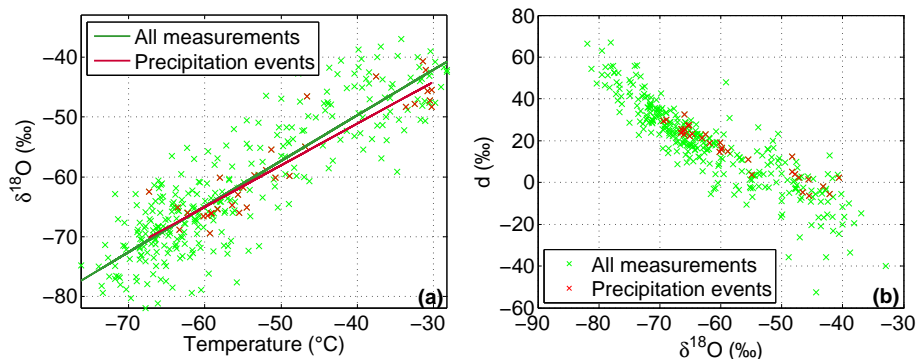 −40
−50
−60
−70
−80
δ18O (‰)
All measurements
Precipitation events
(a)
−70 −60 −50 −40 −30
Temperature (°C)
80
60
40
20
0
−20
−40
−60
d (‰)
All measurements
Precipitation events
(b)
−90 −80 −70 −60 −50 −40 −30
δ18O (‰)